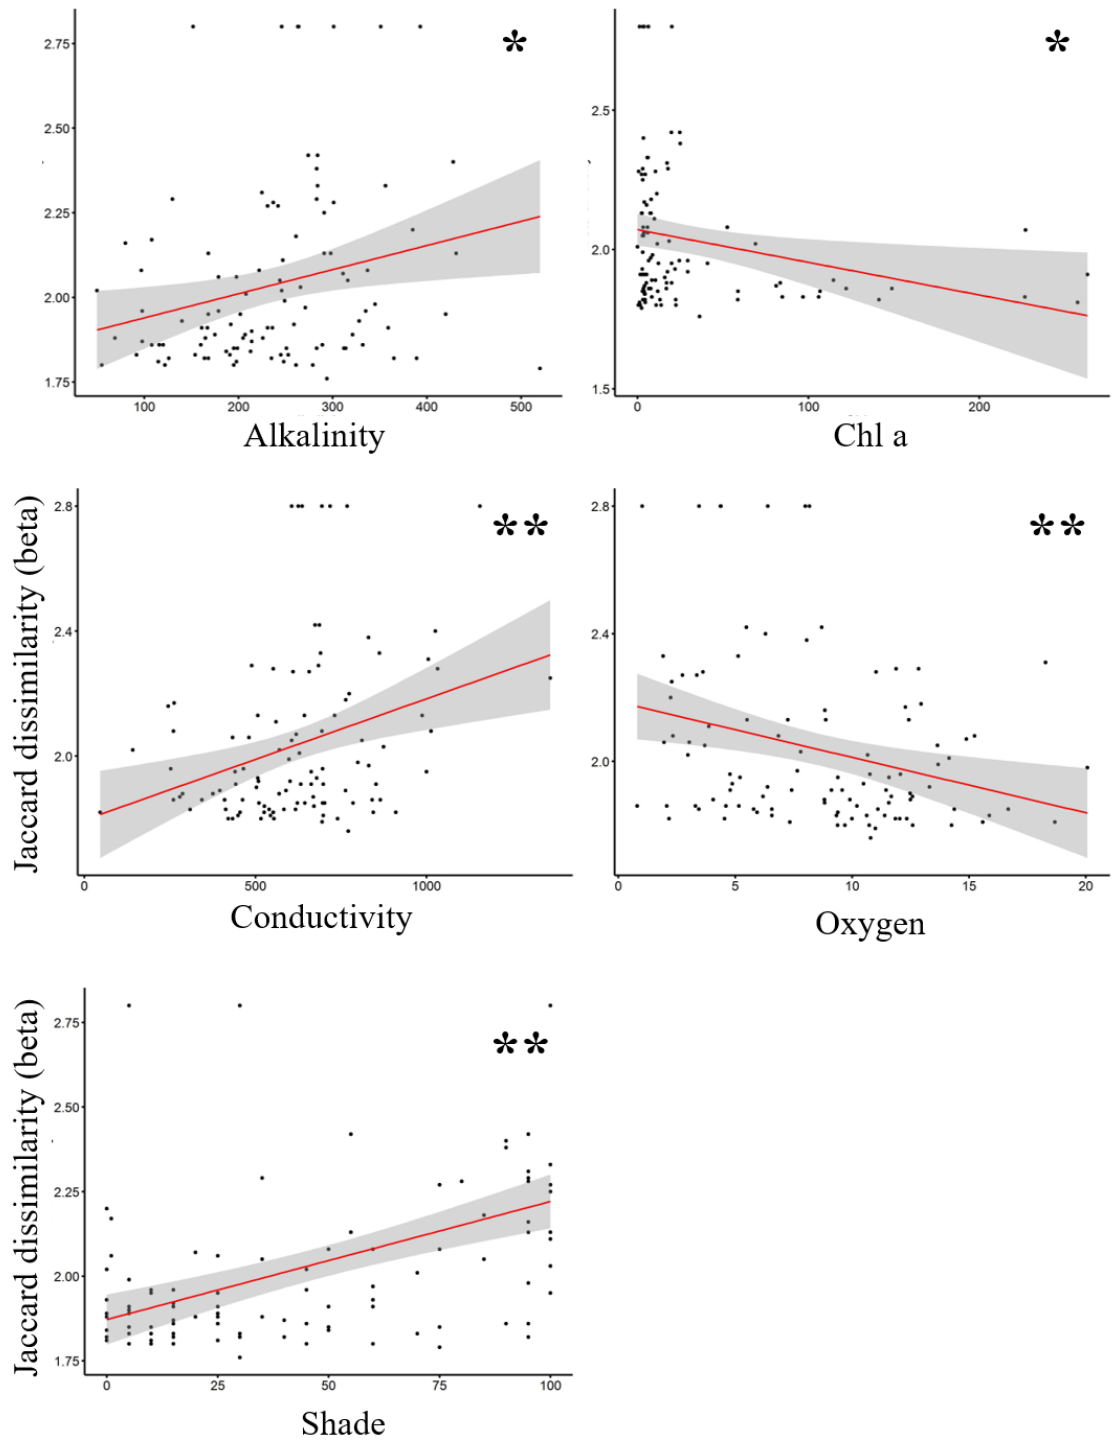 2.75
2.50
2.25
2.00
1.75
100 200 300 400 500
Alkalinity
*
2.5
2.0
1.5
0 100 200
Chl a
*
Jaccard dissimilarity (beta)
2.8
2.4
2.0
0 500 1000
Conductivity
**
2.8
2.4
2.0
0 5 10 15 20
Oxygen
**
Jaccard dissimilarity (beta)
2.75
2.50
2.25
2.00
1.75
0 25 50 75 100
Shade
**